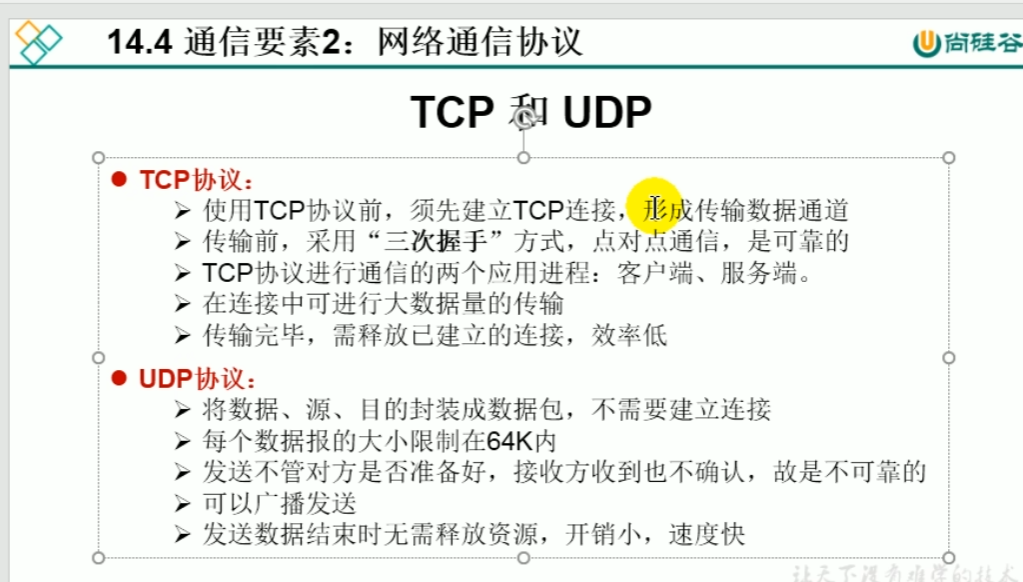 14.4 通信要素2：网络通信协议
尚硅谷
TCP 和 UDP
TCP协议：
使用TCP协议前，须先建立TCP连接，形成传输数据通道
传输前，采用“三次握手”方式，点对点通信，是可靠的
TCP协议进行通信的两个应用进程：客户端、服务端。
在连接中可进行大数据量的传输
传输完毕，需释放已建立的连接，效率低
UDP协议：
将数据、源、目的封装成数据包，不需要建立连接
每个数据报的大小限制在64K内
发送不管对方是否准备好，接收方收到也不确认，故是不可靠的
可以广播发送
发送数据结束时无需释放资源，开销小，速度快
让天下没有难学的技术